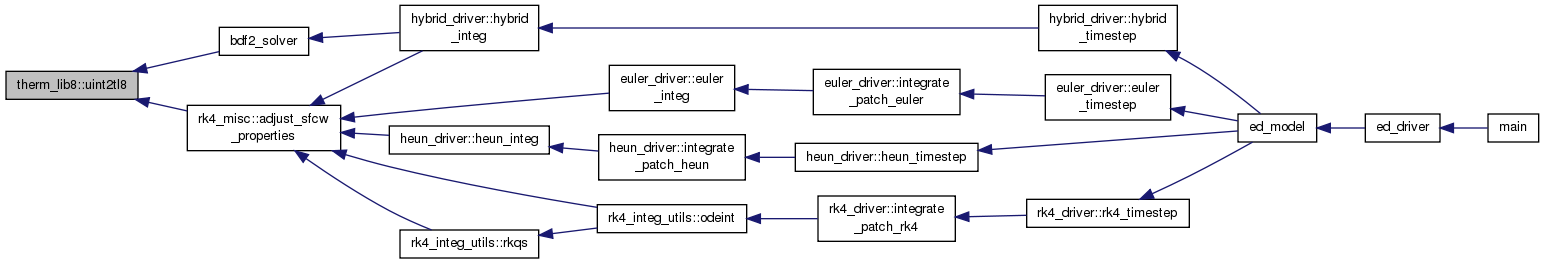 therm_lib8::uint2tl8
bdf2_solver
rk4_misc::adjust_sfcw
_properties
hybrid_driver::hybrid
_integ
euler_driver::euler
_integ
heun_driver::heun_integ
rk4_integ_utils::rkqs
heun_driver::integrate
_patch_heun
rk4_integ_utils::odeint
euler_driver::integrate
_patch_euler
heun_driver::heun_timestep
rk4_driver::integrate
_patch_rk4
hybrid_driver::hybrid
_timestep
euler_driver::euler
_timestep
rk4_driver::rk4_timestep
ed_model
ed_driver
main